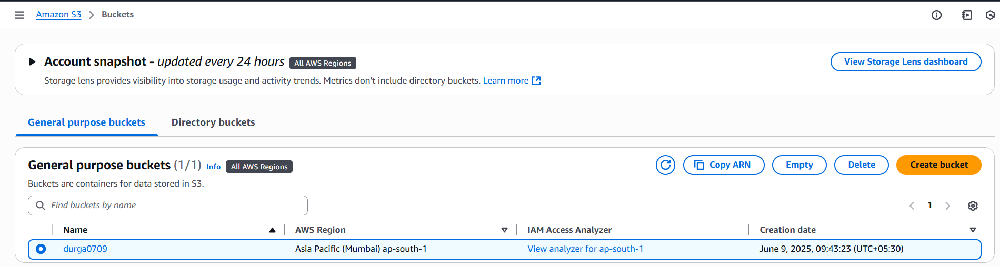 Amazon S3 > Buckets
Account snapshot - updated every 24 hours All AWS Regions View Storage Lens dashboard
Storage lens provides visibility into storage usage and activity trends. Metrics don't include directory buckets. Learn more
General purpose buckets Directory buckets
General purpose buckets (1/1) Info All AWS Regions Copy ARN Empty Delete Create bucket
Buckets are containers for data stored in S3.
Find buckets by name 1
Name AWS Region IAM Access Analyzer Creation date
durga0709 Asia Pacific (Mumbai) ap-south-1 View analyzer for ap-south-1 June 9, 2025, 09:43:23 (UTC+05:30)